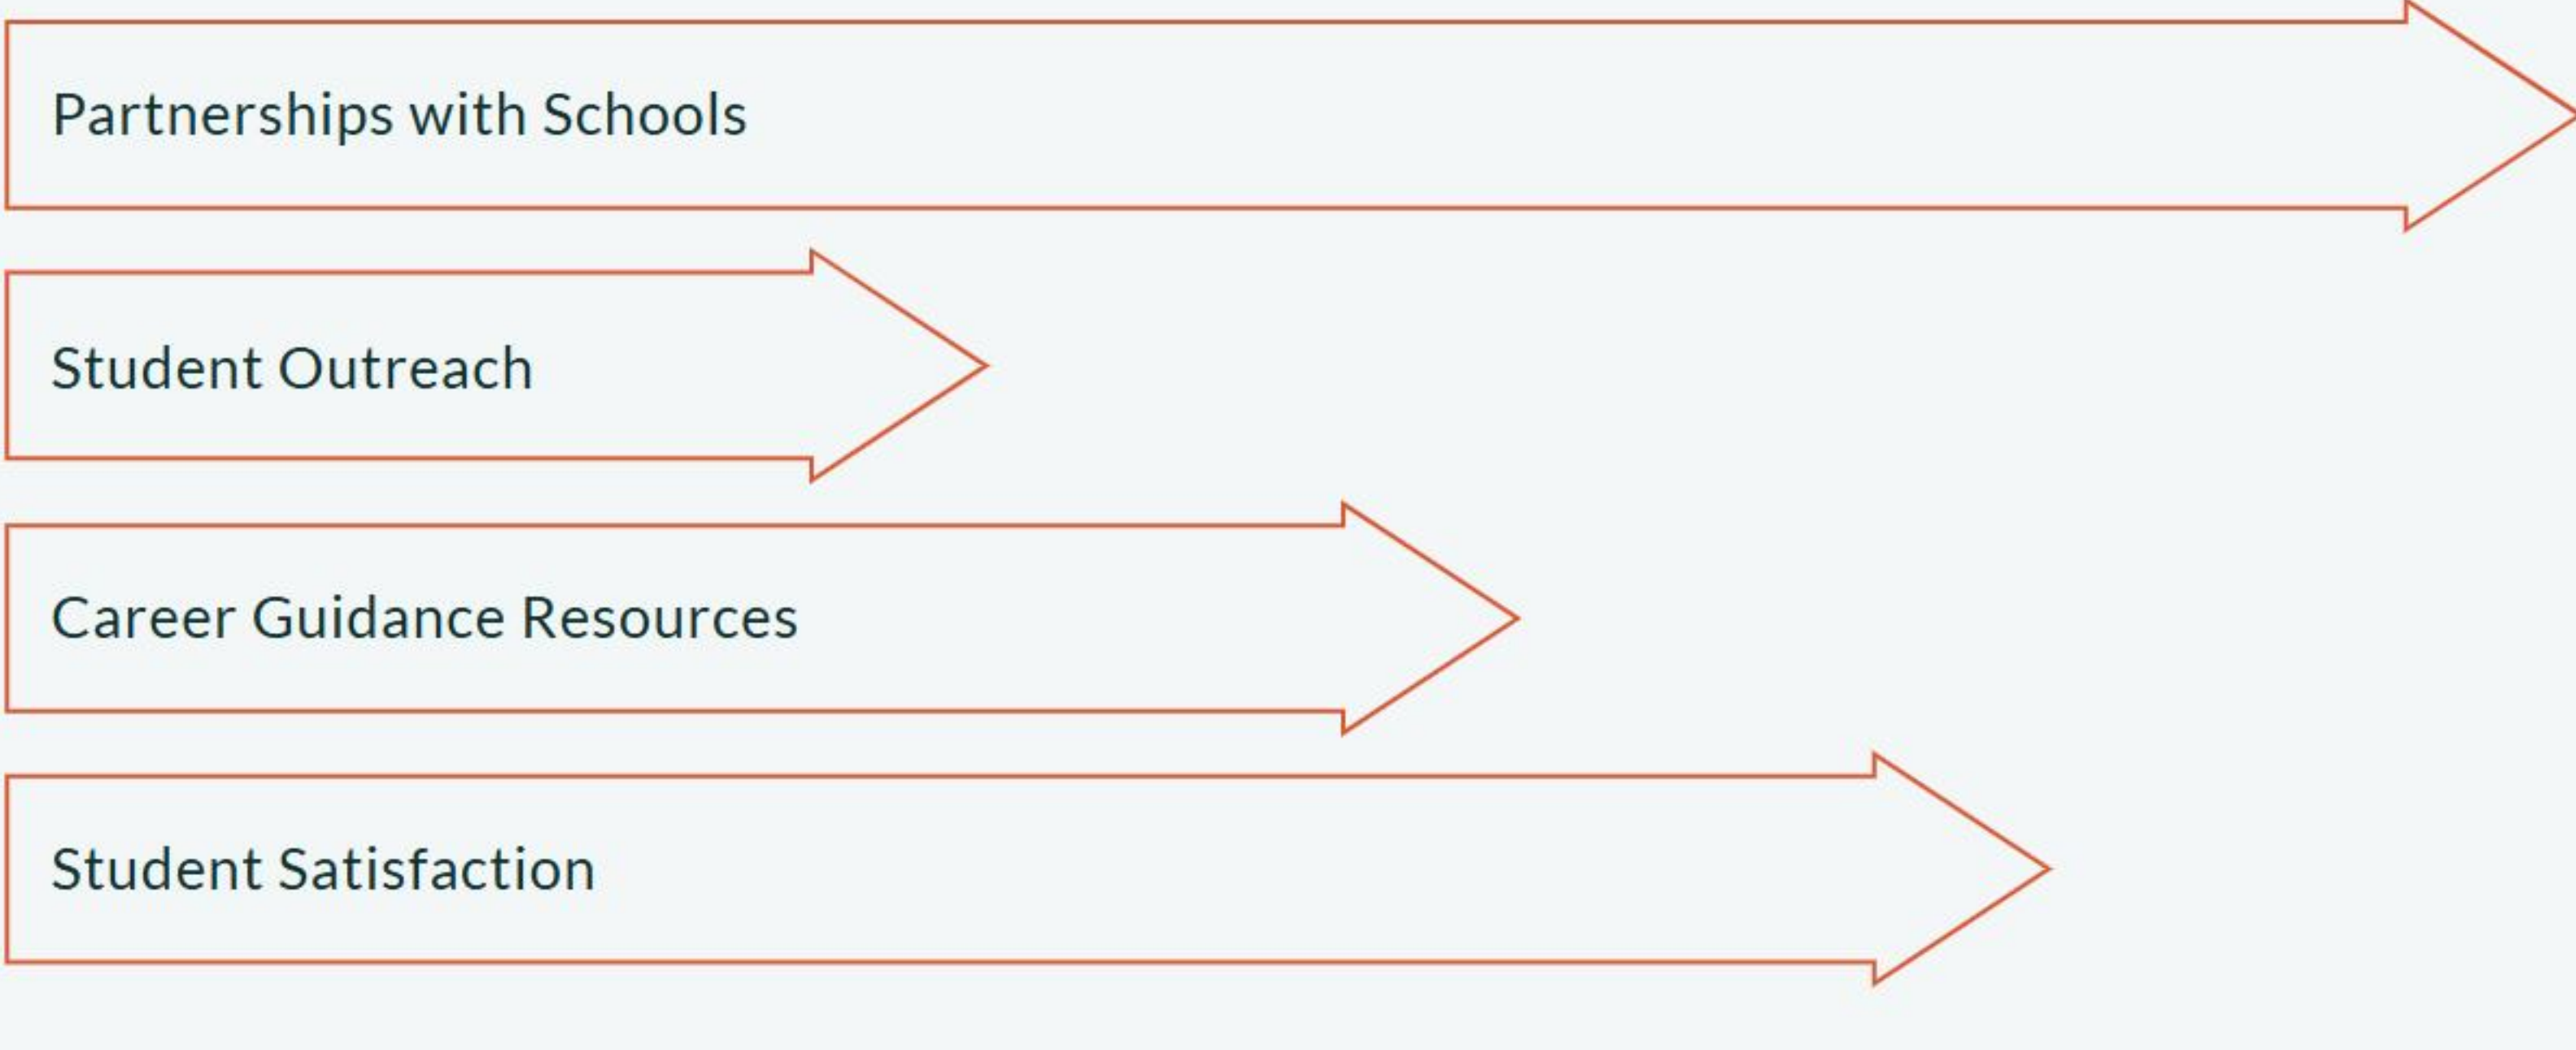 Partnerships with Schools
Student Outreach
Career Guidance Resources
Student Satisfaction